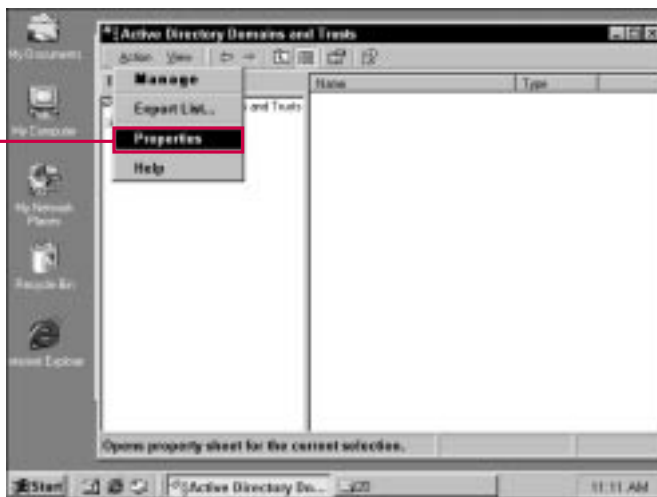 Active Directory Domains and Trusts
My Documents
Action View
Manage
Name Type
Export List...
and Trusts
My Computer
Properties
Help
My Network
Places
Recycle Bin
Internet Explorer
Opens property sheet for the current selection.
Start Active Directory Do... 11:11 AM